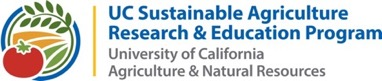 UC Sustainable Agriculture
Research & Education Program
University of California
Agriculture & Natural Resources